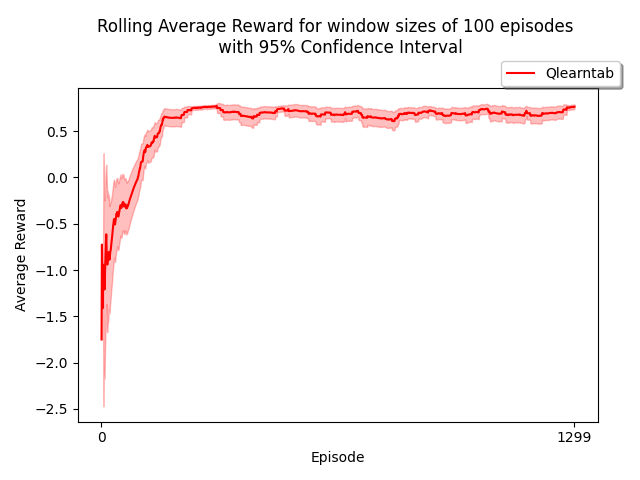 Rolling Average Reward for window sizes of 100 episodes
with 95% Confidence Interval
Qlearntab
0.5
0.0
−0.5
−1.0
−1.5
−2.0
−2.5
Average Reward
0
1299
Episode